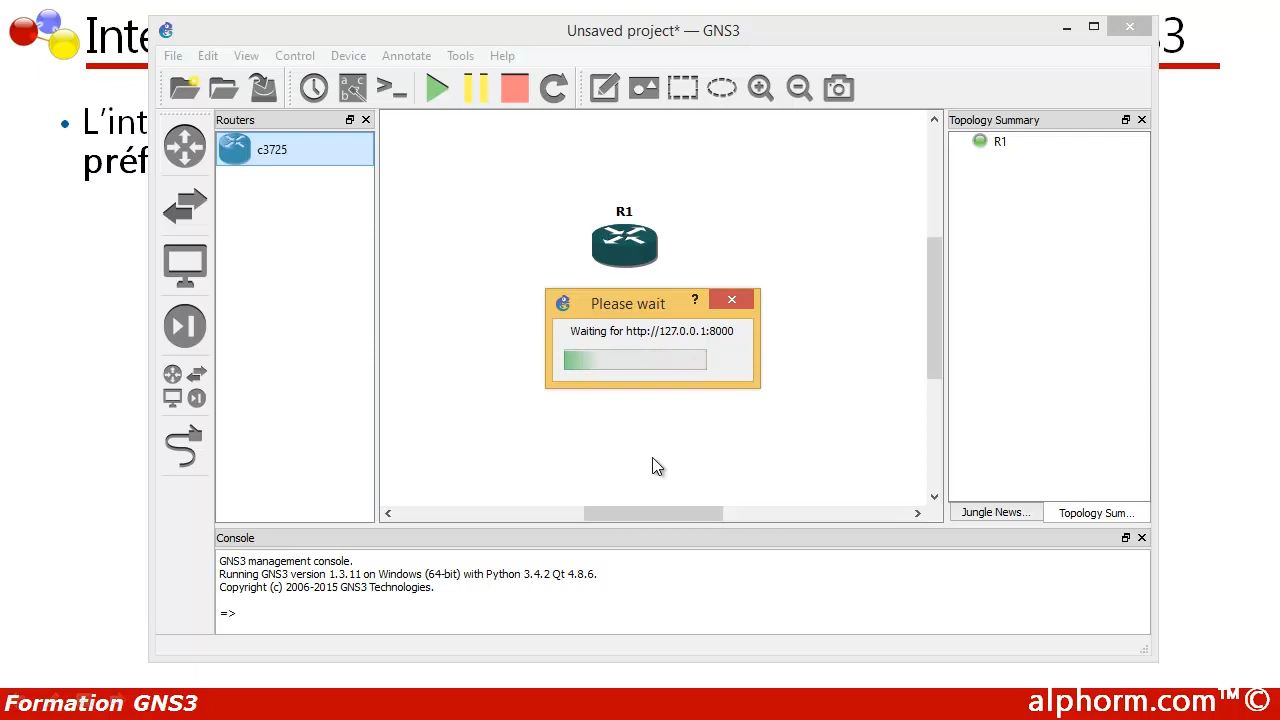 Inte
S3
• L'int
préf
Unsaved project* — GNS3
File Edit View Control Device Annotate Tools Help
Routers
c3725
R1
Please wait
?
Waiting for http://127.0.0.1:8000
Topology Summary
R1
Jungle News...
Topology Sum...
Console
GNS3 management console.
Running GNS3 version 1.3.11 on Windows (64-bit) with Python 3.4.2 Qt 4.8.6.
Copyright (c) 2006-2015 GNS3 Technologies.
=>
Formation GNS3
alphorm.com™©